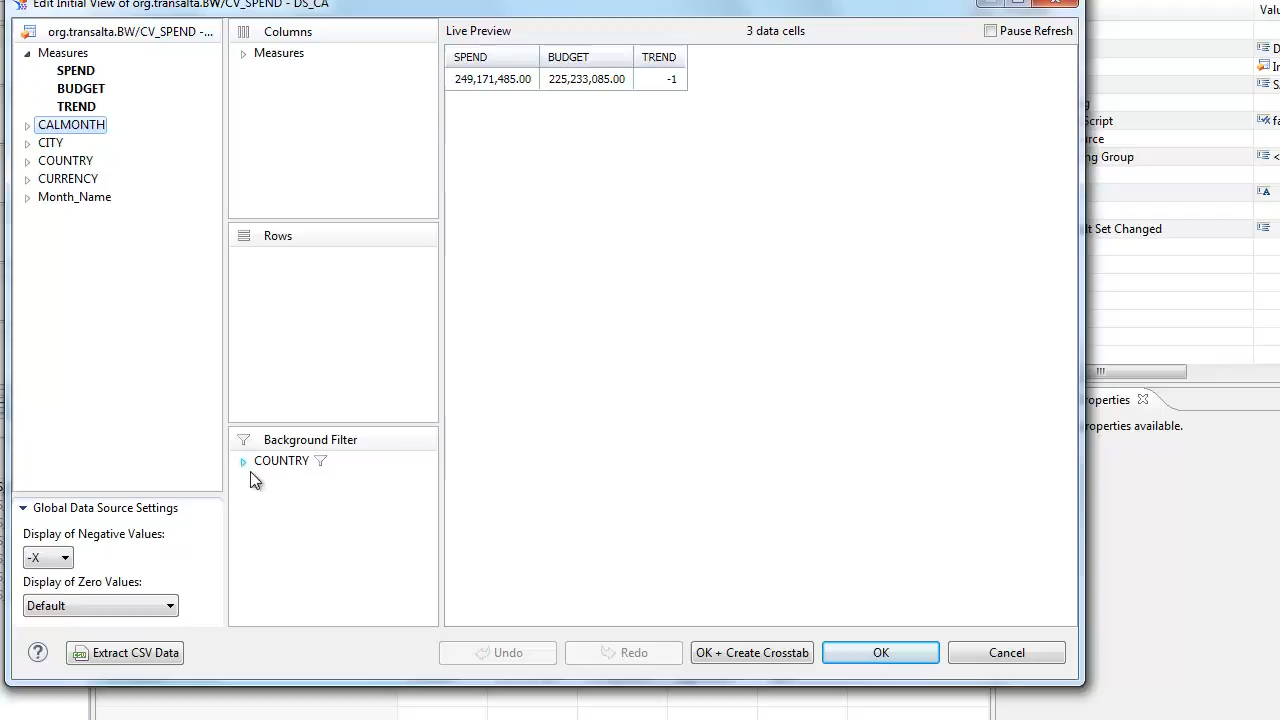 Edit Initial View of org.transalta.BW/CV_SPEND - DS_CA
org.transalta.BW/CV_SPEND -...
Measures
SPEND
BUDGET
TREND
CALMONTH
CITY
COUNTRY
CURRENCY
Month_Name
Global Data Source Settings
Display of Negative Values:
-X
Display of Zero Values:
Default
Extract CSV Data
Columns
Measures
Rows
Background Filter
COUNTRY
Live Preview
3 data cells
Pause Refresh
SPEND BUDGET TREND
249,171,485.00 225,233,085.00 -1
Undo
Redo
OK + Create Crosstab
OK
Cancel
Valu
D
In
S
g
Script
fa
rce
ng Group
<
A
lt Set Changed
operties
roperties available.